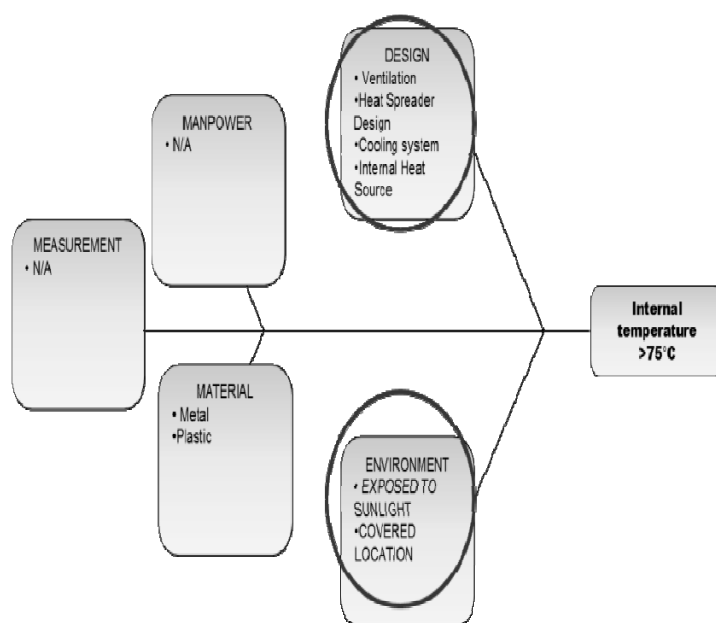 DESIGN
• Ventilation
•Heat Spreader
Design
• Cooling system
•Internal Heat
Source
MANPOWER
• N/A
MEASUREMENT
• N/A
Internal
temperature
>75°C
MATERIAL
• Metal
•Plastic
ENVIRONMENT
• EXPOSED TO
SUNLIGHT
•COVERED
LOCATION